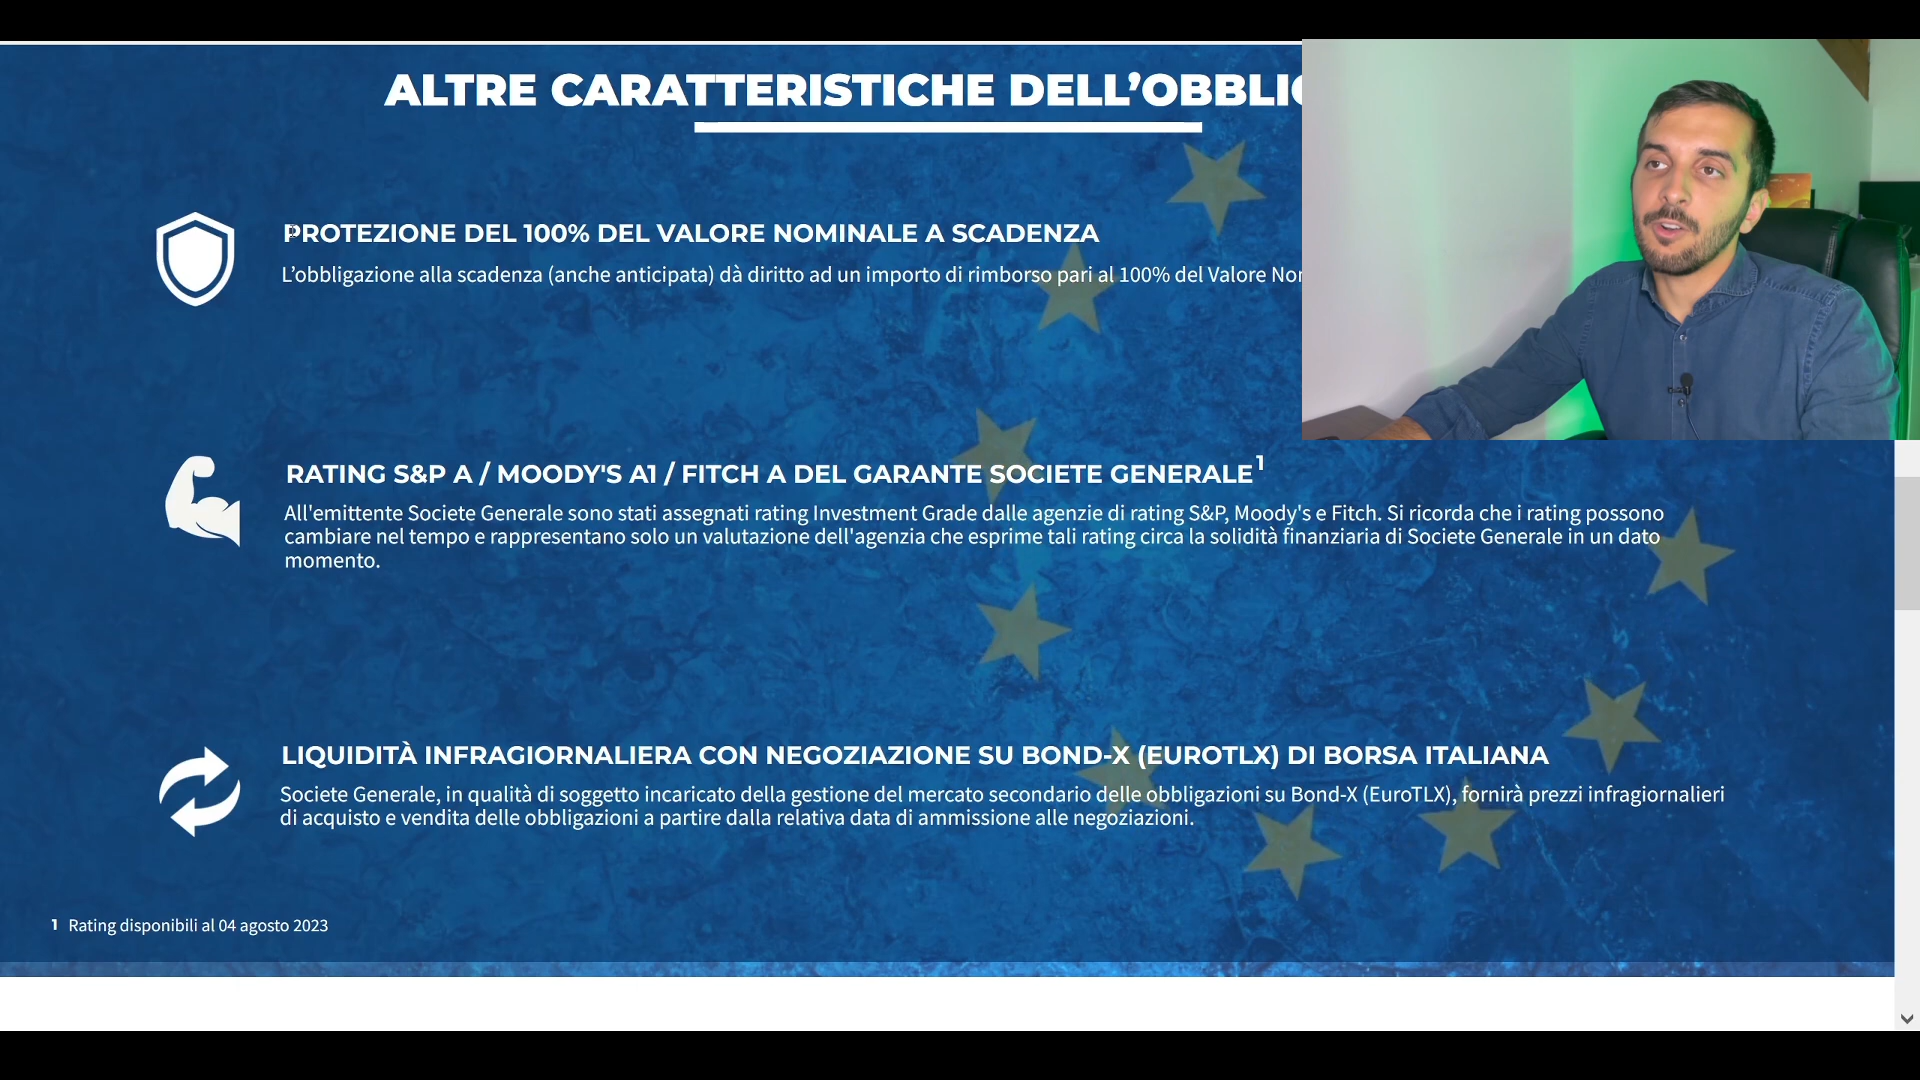 ALTRE CARATTERISTICHE DELL’OBBLIG
PROTEZIONE DEL 100% DEL VALORE NOMINALE A SCADENZA
L’obbligazione alla scadenza (anche anticipata) dà diritto ad un importo di rimborso pari al 100% del Valore Nor
RATING S&P A / MOODY'S A1 / FITCH A DEL GARANTE SOCIETE GENERALE1
All'emittente Societe Generale sono stati assegnati rating Investment Grade dalle agenzie di rating S&P, Moody's e Fitch. Si ricorda che i rating possono
cambiare nel tempo e rappresentano solo un valutazione dell'agenzia che esprime tali rating circa la solidità finanziaria di Societe Generale in un dato
momento.
LIQUIDITÀ INFRAGIORNALIERA CON NEGOZIAZIONE SU BOND-X (EUROTLX) DI BORSA ITALIANA
Societe Generale, in qualità di soggetto incaricato della gestione del mercato secondario delle obbligazioni su Bond-X (EuroTLX), fornirà prezzi infragiornalieri
di acquisto e vendita delle obbligazioni a partire dalla relativa data di ammissione alle negoziazioni.
1 Rating disponibili al 04 agosto 2023